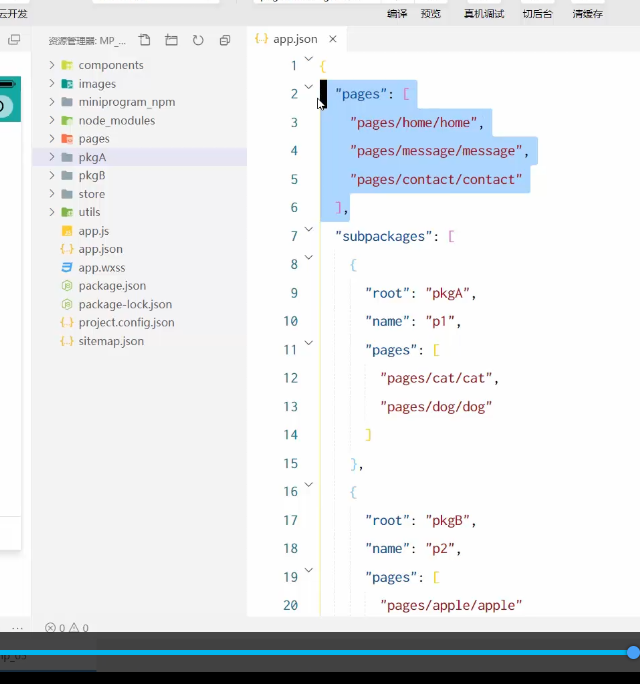 云开发
编译 预览 真机调试 切后台 清缓存
资源管理器: MP_...
app.json
components
images
miniprogram_npm
node_modules
pages
pkgA
pkgB
store
utils
app.js
app.json
app.wxss
package.json
package-lock.json
project.config.json
sitemap.json
1 {
2 "pages": [
3 "pages/home/home",
4 "pages/message/message",
5 "pages/contact/contact"
6 ],
7 "subpackages": [
8 {
9 "root": "pkgA",
10 "name": "p1",
11 "pages": [
12 "pages/cat/cat",
13 "pages/dog/dog"
14 ]
15 },
16 {
17 "root": "pkgB",
18 "name": "p2",
19 "pages": [
20 "pages/apple/apple"
... 0 0